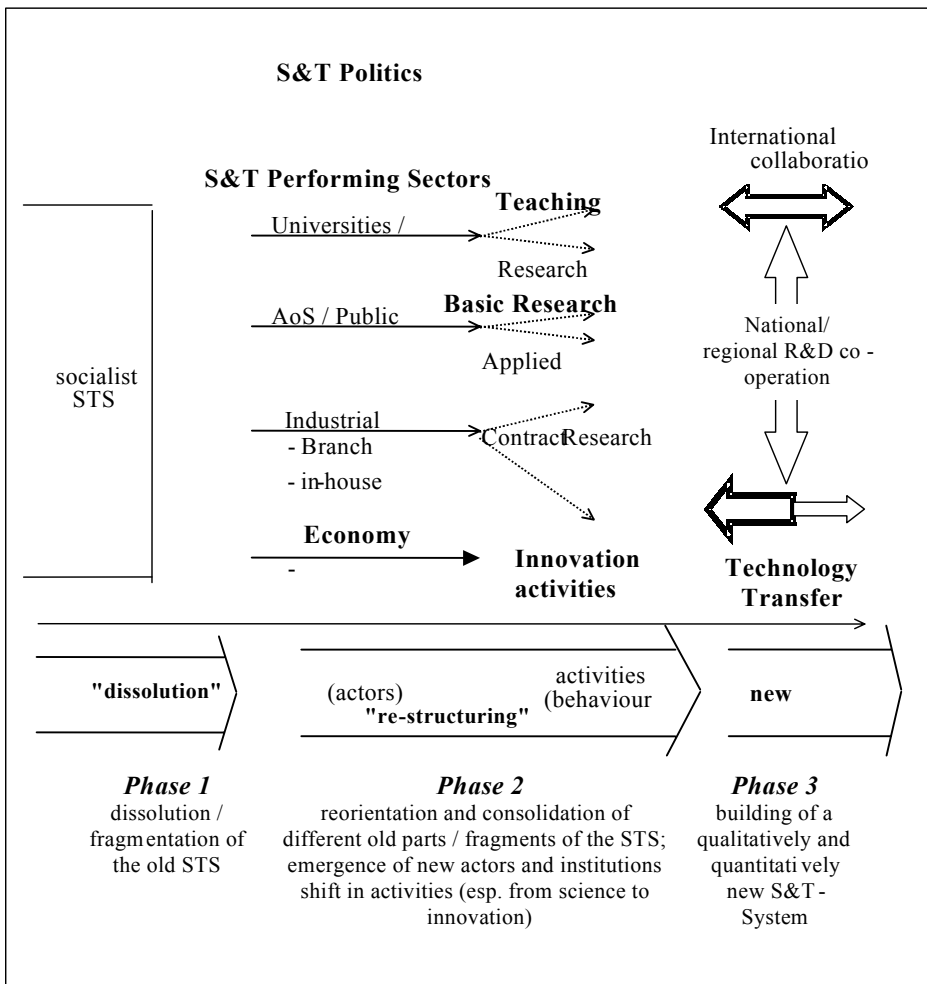 S&T Politics
International
collaboratio
S&T Performing Sectors
Teaching
Universities /
Research
Basic Research
AoS / Public
Applied
National/
regional R&D co -
operation
socialist
STS
Industrial
- Branch
- in-house
Contract Research
Economy
-
Innovation
activities
Technology
Transfer
"dissolution"
(actors)
"re-structuring"
activities
(behaviour
new
Phase 1
dissolution /
fragmentation of
the old STS
Phase 2
reorientation and consolidation of
different old parts / fragments of the STS;
emergence of new actors and institutions
shift in activities (esp. from science to
innovation)
Phase 3
building of a
qualitatively and
quantitatively
new S&T -
System